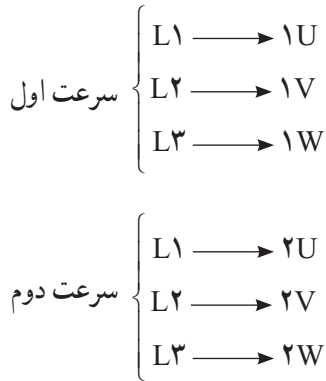 L۱ → ۱U
سرعت اول L۲ → ۱V
L۳ → ۱W
L۱ → ۲U
سرعت دوم L۲ → ۲V
L۳ → ۲W